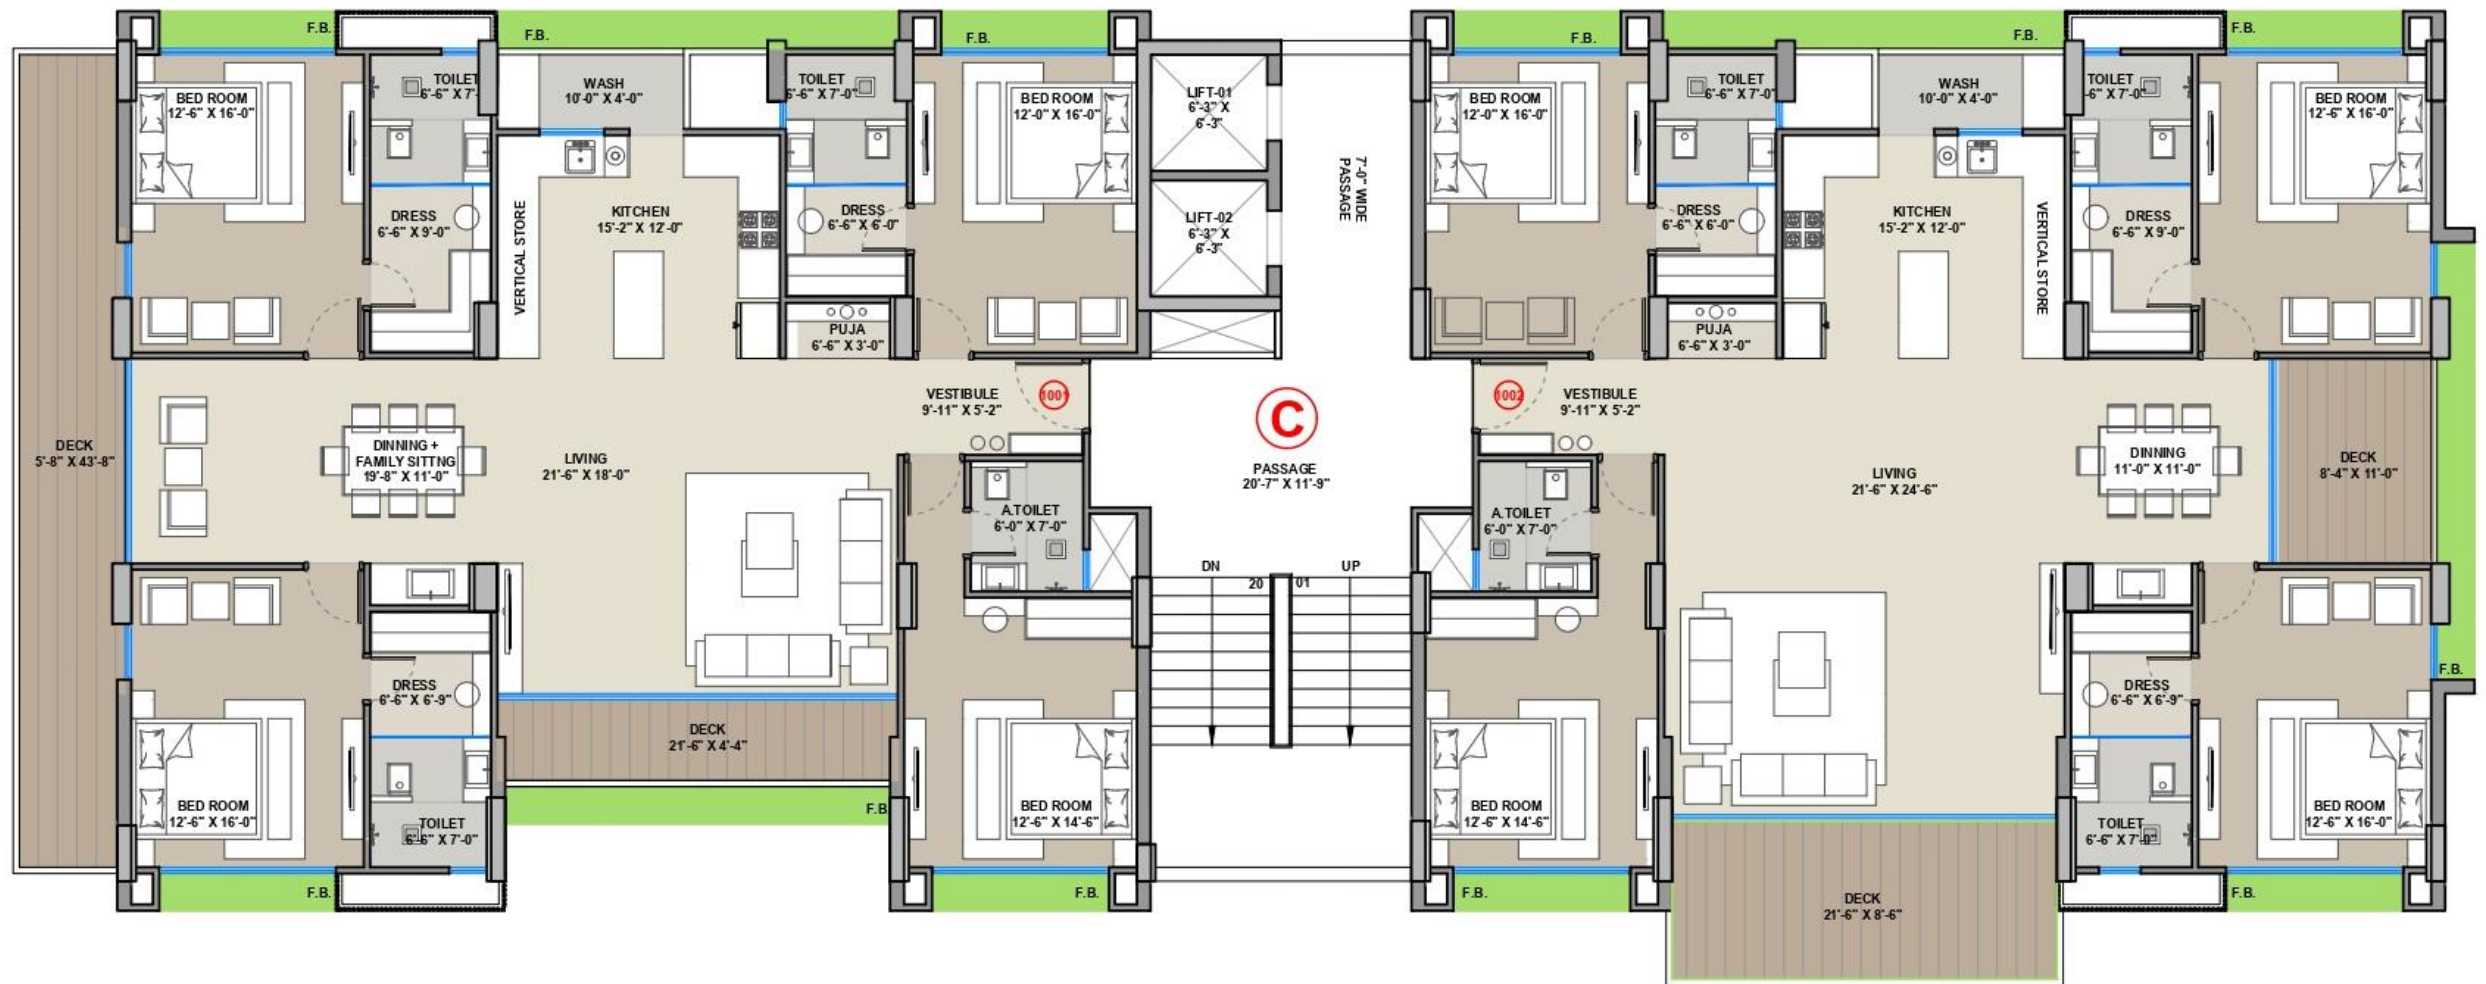 F.B.
F.B.
F.B.
F.B.
F.B.
F.B.
BED ROOM
12'-6" X 16'-0"
TOILET
6'-6" X 7'-
WASH
10'-0" X 4'-0"
TOILET
6'-6" X 7'-0"
BED ROOM
12'-0" X 16'-0"
LIFT-01
6'-3" X
6'-3"
7'-0" WIDE
PASSAGE
BED ROOM
12'-0" X 16'-0"
TOILET
6'-6" X 7'-0"
WASH
10'-0" X 4'-0"
TOILET
-6" X 7'-0"
BED ROOM
12'-6" X 16'-0"
DRESS
6'-6" X 9'-0"
VERTICAL STORE
KITCHEN
15'-2" X 12'-0"
DRESS
6'-6" X 6'-0"
LIFT-02
6'-3" X
6'-3"
DRESS
6'-6" X 6'-0"
KITCHEN
15'-2" X 12'-0"
VERTICAL STORE
DRESS
6'-6" X 9'-0"
PUJA
6'-6" X 3'-0"
PUJA
6'-6" X 3'-0"
VESTIBULE
9'-11" X 5'-2"
1001
C
1002
VESTIBULE
9'-11" X 5'-2"
DECK
5'-8" X 43'-8"
DINNING +
FAMILY SITTNG
19'-8" X 11'-0"
LIVING
21'-6" X 18'-0"
PASSAGE
20'-7" X 11'-9"
LIVING
21'-6" X 24'-6"
DINNING
11'-0" X 11'-0"
DECK
8'-4" X 11'-0"
A.TOILET
6'-0" X 7'-0"
A.TOILET
6'-0" X 7'-0"
DN
UP
20
01
F.B.
DRESS
6'-6" X 6'-9"
DRESS
6'-6" X 6'-9"
DECK
21'-6" X 4'-4"
BED ROOM
12'-6" X 16'-0"
TOILET
6'-6" X 7'-0"
F.B
BED ROOM
12'-6" X 14'-6"
BED ROOM
12'-6" X 14'-6"
TOILET
6'-6" X 7'-0"
BED ROOM
12'-6" X 16'-0"
F.B.
F.B.
F.B.
DECK
21'-6" X 8'-6"
F.B.